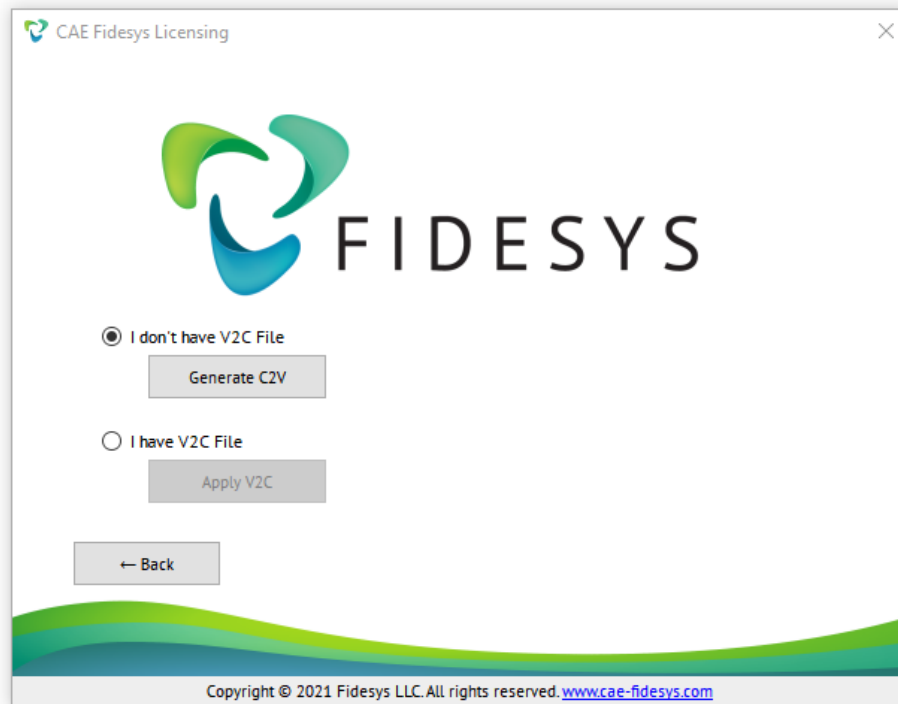 CAE Fidesys Licensing
FIDESYS
I don't have V2C File
Generate C2V
I have V2C File
Apply V2C
← Back
Copyright © 2021 Fidesys LLC. All rights reserved. www.cae-fidesys.com